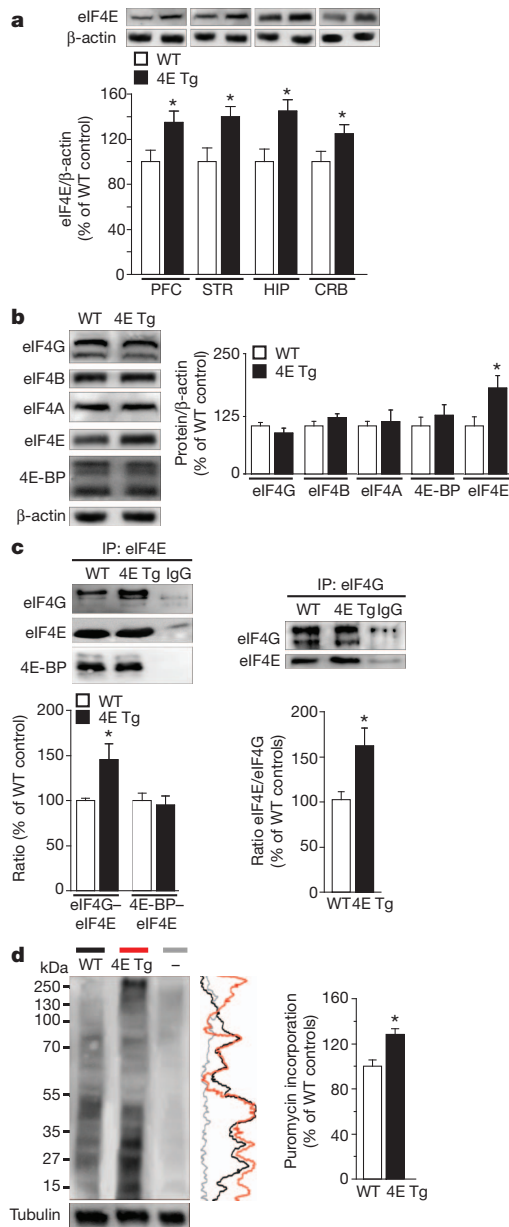 a
eIF4E
β-actin
WT
4E Tg
eIF4E/β-actin
(% of WT control)
140
120
80
40
0
* * * *
PFC STR HIP CRB
b
WT 4E Tg
eIF4G
eIF4B
eIF4A
eIF4E
4E-BP
β-actin
Protein/β-actin
(% of WT control)
250
125
0
WT
4E Tg
*
eIF4G eIF4B eIF4A 4E-BP eIF4E
c
IP: eIF4E
WT 4E Tg IgG
eIF4G
eIF4E
4E-BP
WT
4E Tg
Ratio (% of WT control)
200
150
100
50
0
*
eIF4G–
eIF4E
4E-BP–
eIF4E
IP: eIF4G
WT 4E Tg IgG
eIF4G
eIF4E
Ratio eIF4E/eIF4G
(% of WT controls)
200
150
100
50
0
*
WT 4E Tg
d
kDa WT 4E Tg –
250
130
100
70
55
35
27
15
Tubulin
Puromycin incorporation
(% of WT controls)
160
120
80
40
0
*
WT 4E Tg